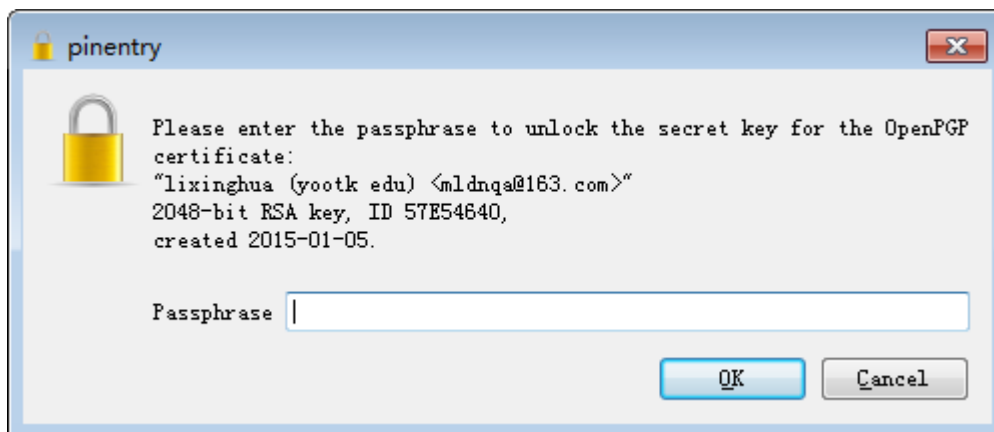 pinentry
Please enter the passphrase to unlock the secret key for the OpenPGP
certificate:
"lixinghua (yootk edu) <mldnqa@163.com>"
2048-bit RSA key, ID 57E54640,
created 2015-01-05.
Passphrase
OK
Cancel